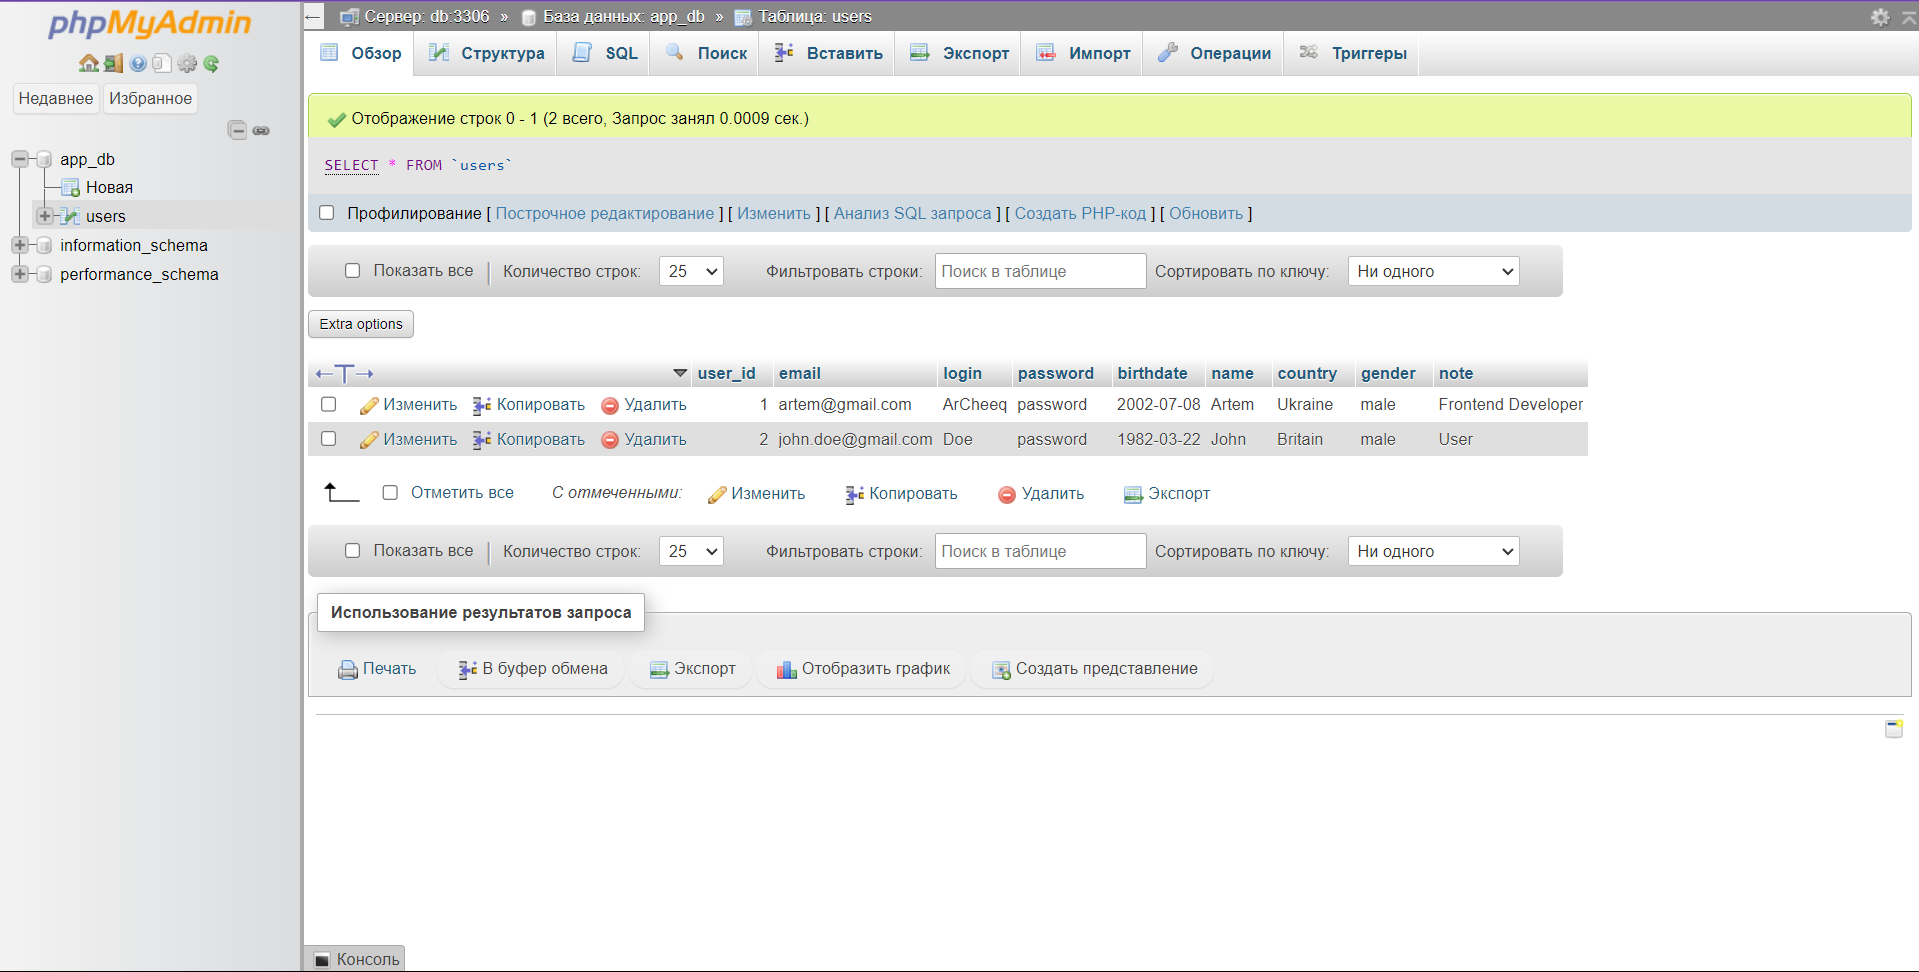 phpMyAdmin
Недавнее Избранное
app_db
Новая
users
information_schema
performance_schema
Сервер: db:3306 » База данных: app_db » Таблица: users
Обзор Структура SQL Поиск Вставить Экспорт Импорт Операции Триггеры
Отображение строк 0 - 1 (2 всего, Запрос занял 0.0009 сек.)
SELECT * FROM `users`
Профилирование [ Построчное редактирование ] [ Изменить ] [ Анализ SQL запроса ] [ Создать PHP-код ] [ Обновить ]
Показать все | Количество строк: 25 Фильтровать строки: Поиск в таблице Сортировать по ключу: Ни одного
Extra options
←T→ user_id email login password birthdate name country gender note
Изменить Копировать Удалить 1 artem@gmail.com ArCheeq password 2002-07-08 Artem Ukraine male Frontend Developer
Изменить Копировать Удалить 2 john.doe@gmail.com Doe password 1982-03-22 John Britain male User
Отметить все С отмеченными: Изменить Копировать Удалить Экспорт
Показать все | Количество строк: 25 Фильтровать строки: Поиск в таблице Сортировать по ключу: Ни одного
Использование результатов запроса
Печать В буфер обмена Экспорт Отобразить график Создать представление
Консоль